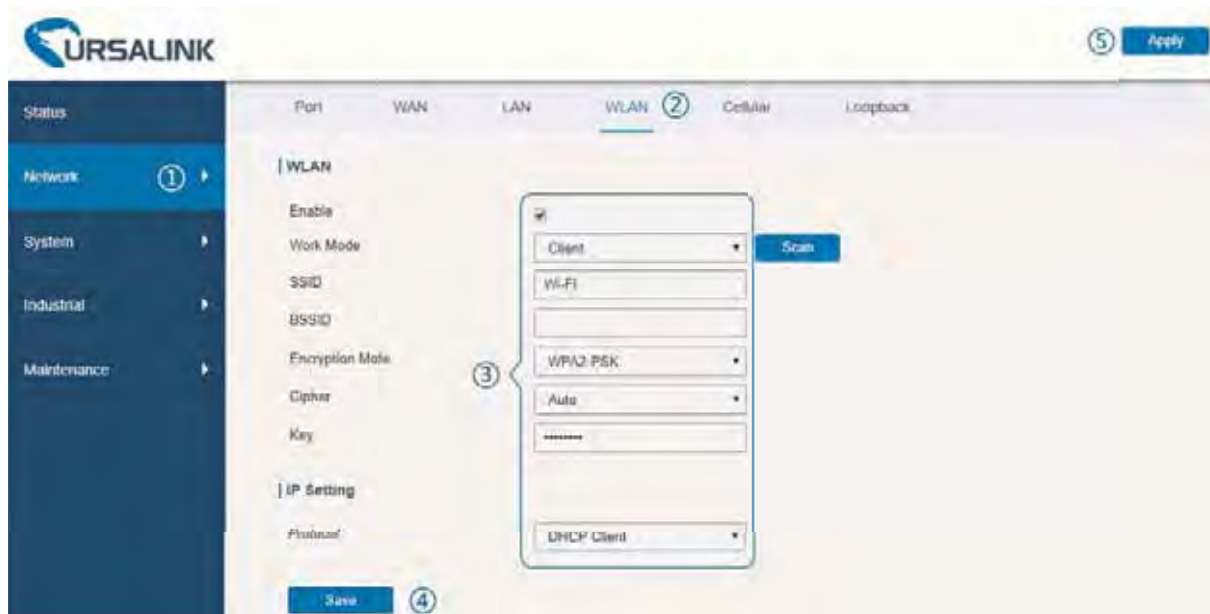 URSALINK
⑤ Apply
Status
Port WAN LAN WLAN ② Cellular Loopback
Network ①
WLAN
Enable
Work Mode Client Scan
System
SSID Wi-Fi
Industrial
BSSID
Encryption Mode WPA2-PSK
Maintenance
③
Cipher Auto
Key ••••••••
IP Setting
Protocol DHCP Client
Save ④